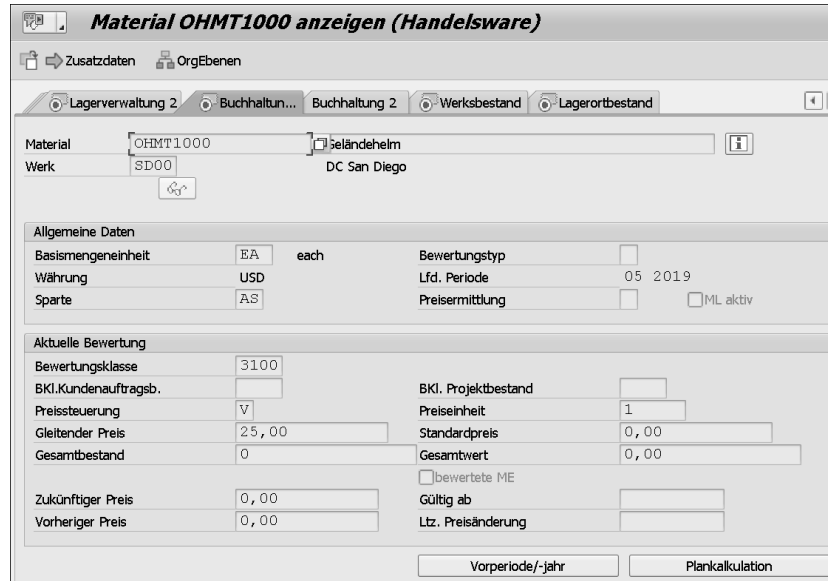 Material OHMT1000 anzeigen (Handelsware)
Zusatzdaten OrgEbenen
Lagerverwaltung 2 Buchhaltun... Buchhaltung 2 Werksbestand Lagerortbestand
Material OHMT1000 Geländehelm
Werk SD00 DC San Diego
Allgemeine Daten
Basismengeneinheit EA each Bewertungstyp
Währung USD Lfd. Periode 05 2019
Sparte AS Preisermittlung ML aktiv
Aktuelle Bewertung
Bewertungsklasse 3100
BKl.Kundenauftragsb. BKl. Projektbestand
Preissteuerung V Preiseinheit 1
Gleitender Preis 25,00 Standardpreis 0,00
Gesamtbestand 0 Gesamtwert 0,00
bewertete ME
Zukünftiger Preis 0,00 Gültig ab
Vorheriger Preis 0,00 Ltz. Preisänderung
Vorperiode/-jahr Plankalkulation